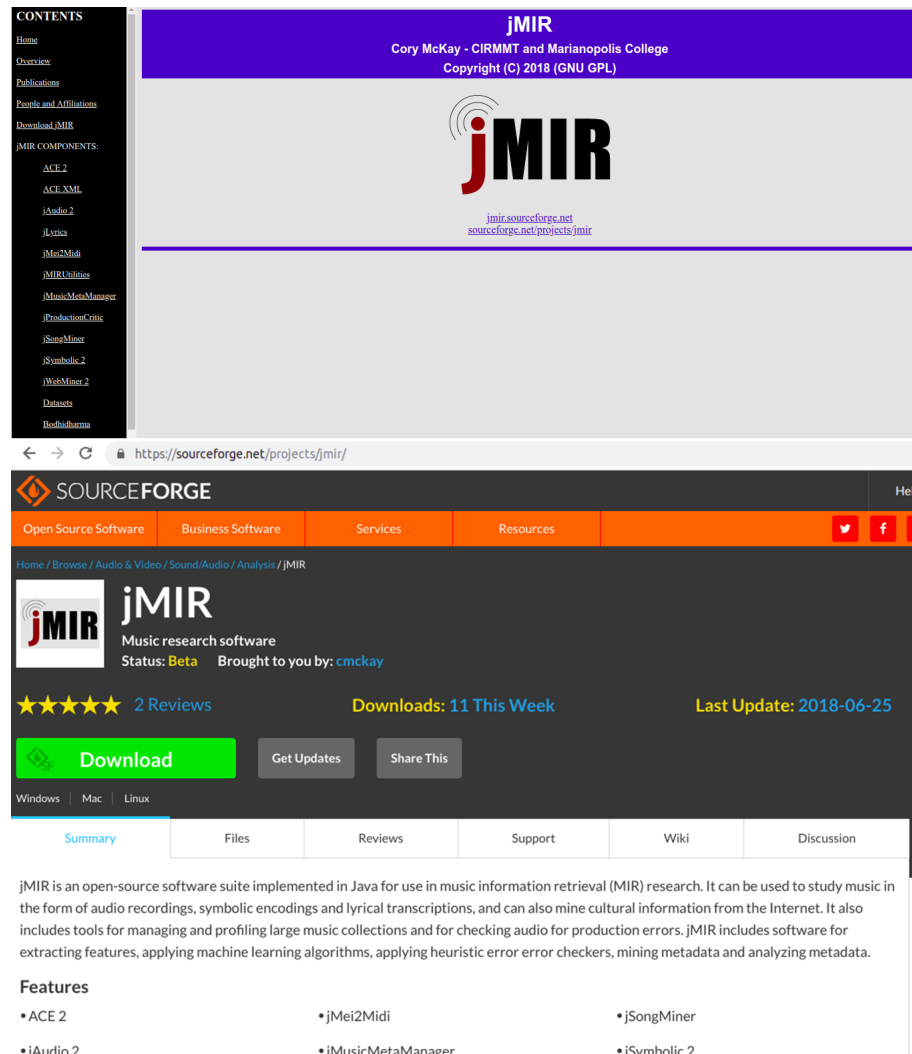 CONTENTS
Home
Overview
Publications
People and Affiliations
Download jMIR
jMIR COMPONENTS:
ACE 2
ACE XML
jAudio 2
jLyrics
jMei2Midi
jMIRUtilities
jMusicMetaManager
jProductionCritic
jSongMiner
jSymbolic 2
jWebMiner 2
Datasets
Bodhidharma
jMIR
Cory McKay - CIRMMT and Marianopolis College
Copyright (C) 2018 (GNU GPL)
jMIR
jmir.sourceforge.net
sourceforge.net/projects/jmir
https://sourceforge.net/projects/jmir/
SOURCEFORGE
Hel
Open Source Software Business Software Services Resources
Home / Browse / Audio & Video / Sound/Audio / Analysis / jMIR
jMIR
jMIR
Music research software
Status: Beta Brought to you by: cmckay
2 Reviews Downloads: 11 This Week Last Update: 2018-06-25
SF Download Get Updates Share This
Windows Mac Linux
Summary Files Reviews Support Wiki Discussion
jMIR is an open-source software suite implemented in Java for use in music information retrieval (MIR) research. It can be used to study music in
the form of audio recordings, symbolic encodings and lyrical transcriptions, and can also mine cultural information from the Internet. It also
includes tools for managing and profiling large music collections and for checking audio for production errors. jMIR includes software for
extracting features, applying machine learning algorithms, applying heuristic error error checkers, mining metadata and analyzing metadata.
Features
• ACE 2 • jMei2Midi • jSongMiner
• jAudio 2 • jMusicMetaManager • jSymbolic 2